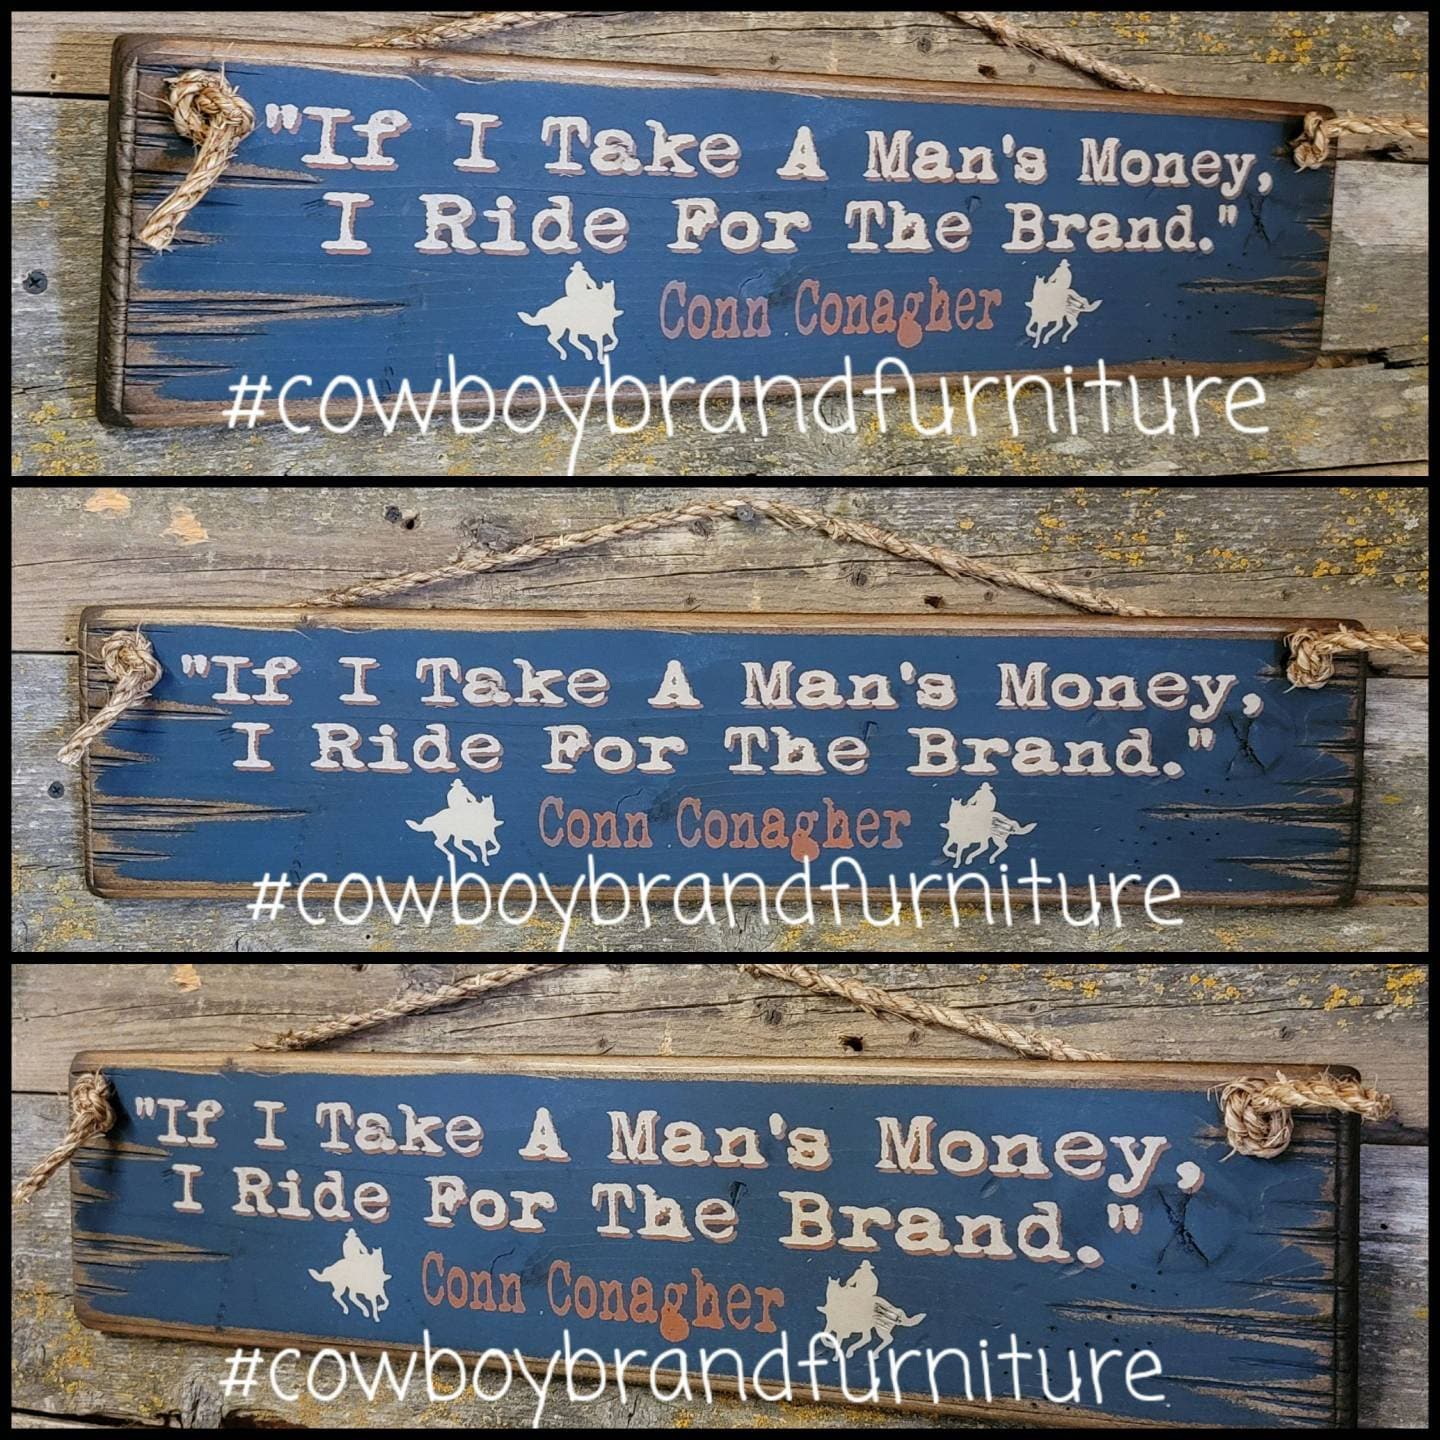 "If I Take A Man's Money,
I Ride For The Brand."
Conn Conagher
#cowboybrandfurniture
"If I Take A Man's Money,
I Ride For The Brand."
Conn Conagher
#cowboybrandfurniture
"If I Take A Man's Money,
I Ride For The Brand."
Conn Conagher
#cowboybrandfurniture